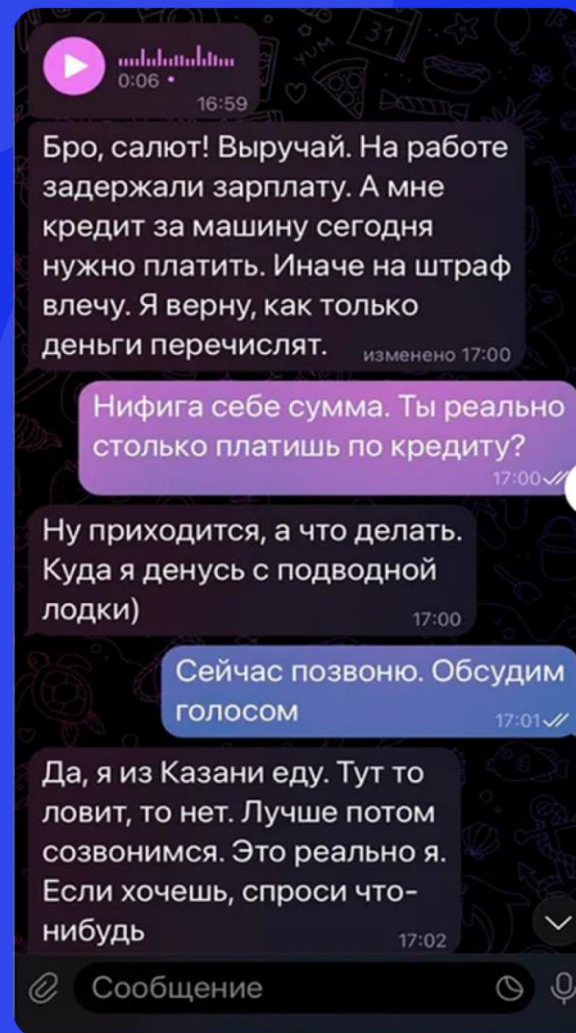 0:06
16:59
Бро, салют! Выручай. На работе
задержали зарплату. А мне
кредит за машину сегодня
нужно платить. Иначе на штраф
влечу. Я верну, как только
деньги перечислят. изменено 17:00
Нифига себе сумма. Ты реально
столько платишь по кредиту?
17:00
Ну приходится, а что делать.
Куда я денусь с подводной
лодки) 17:00
Сейчас позвоню. Обсудим
голосом 17:01
Да, я из Казани еду. Тут то
ловит, то нет. Лучше потом
созвонимся. Это реально я.
Если хочешь, спроси что-
нибудь 17:02
Сообщение